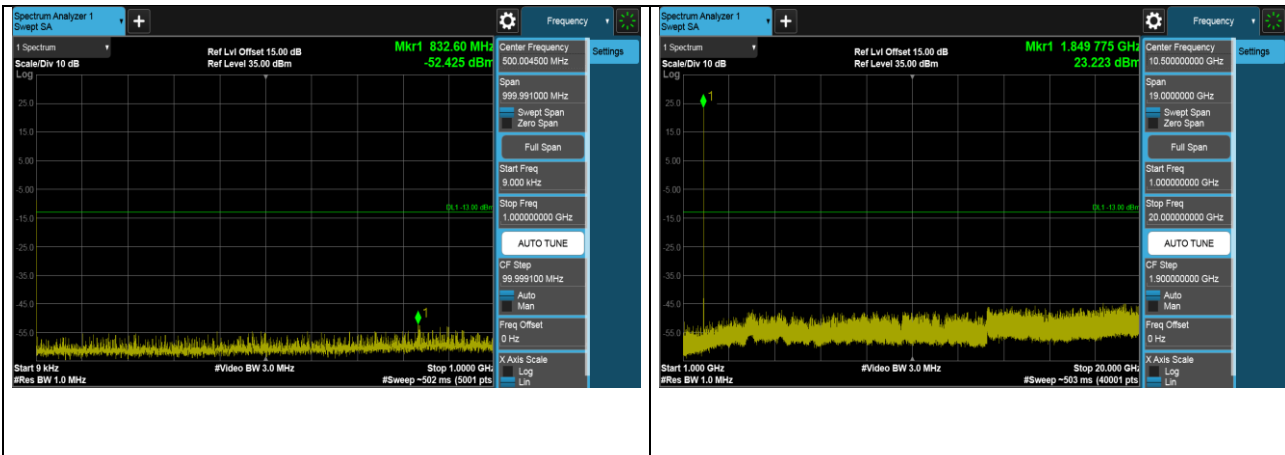 Spectrum Analyzer 1
Swept SA
Frequency
1 Spectrum
Scale/Div 10 dB
Log
Ref Lvl Offset 15.00 dB
Ref Level 35.00 dBm
Mkr1 832.60 MHz
-52.425 dBm
25.0
15.0
5.00
-5.00
-15.0
-25.0
-35.0
-45.0
-55.0
DL1 -13.00 dBm
1
Start 9 kHz
#Res BW 1.0 MHz
#Video BW 3.0 MHz
Stop 1.0000 GHz
#Sweep ~502 ms (5001 pts
Center Frequency
500.004500 MHz
Settings
Span
999.991000 MHz
Swept Span
Zero Span
Full Span
Start Freq
9.000 kHz
Stop Freq
1.000000000 GHz
AUTO TUNE
CF Step
99.999100 MHz
Auto
Man
Freq Offset
0 Hz
X Axis Scale
Log
Lin
Spectrum Analyzer 1
Swept SA
Frequency
1 Spectrum
Scale/Div 10 dB
Log
Ref Lvl Offset 15.00 dB
Ref Level 35.00 dBm
Mkr1 1.849 775 GHz
23.223 dBm
25.0
15.0
5.00
-5.00
-15.0
-25.0
-35.0
-45.0
-55.0
DL1 -13.00 dBm
1
Start 1.000 GHz
#Res BW 1.0 MHz
#Video BW 3.0 MHz
Stop 20.000 GHz
#Sweep ~503 ms (40001 pts
Center Frequency
10.500000000 GHz
Settings
Span
19.0000000 GHz
Swept Span
Zero Span
Full Span
Start Freq
1.000000000 GHz
Stop Freq
20.000000000 GHz
AUTO TUNE
CF Step
1.900000000 GHz
Auto
Man
Freq Offset
0 Hz
X Axis Scale
Log
Lin